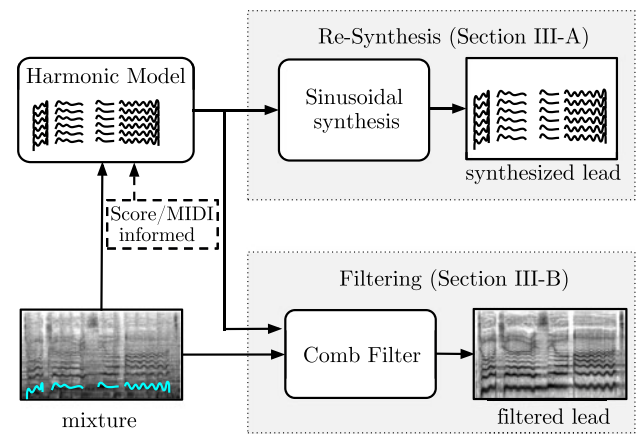 Re-Synthesis (Section III-A)
Harmonic Model
Sinusoidal
synthesis
synthesized lead
Score/MIDI
informed
Filtering (Section III-B)
Comb Filter
mixture
filtered lead